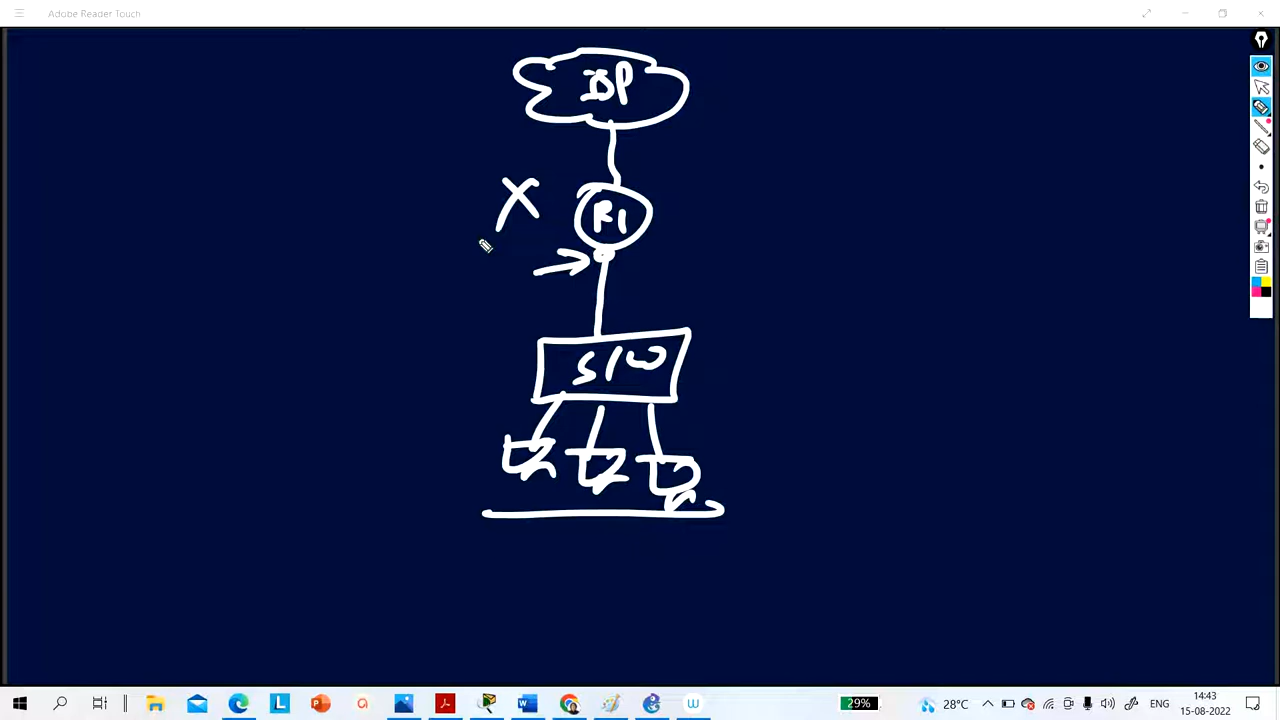 Adobe Reader Touch
ISP
X
R1
S/W
29%
28°C
ENG
14:43
15-08-2022